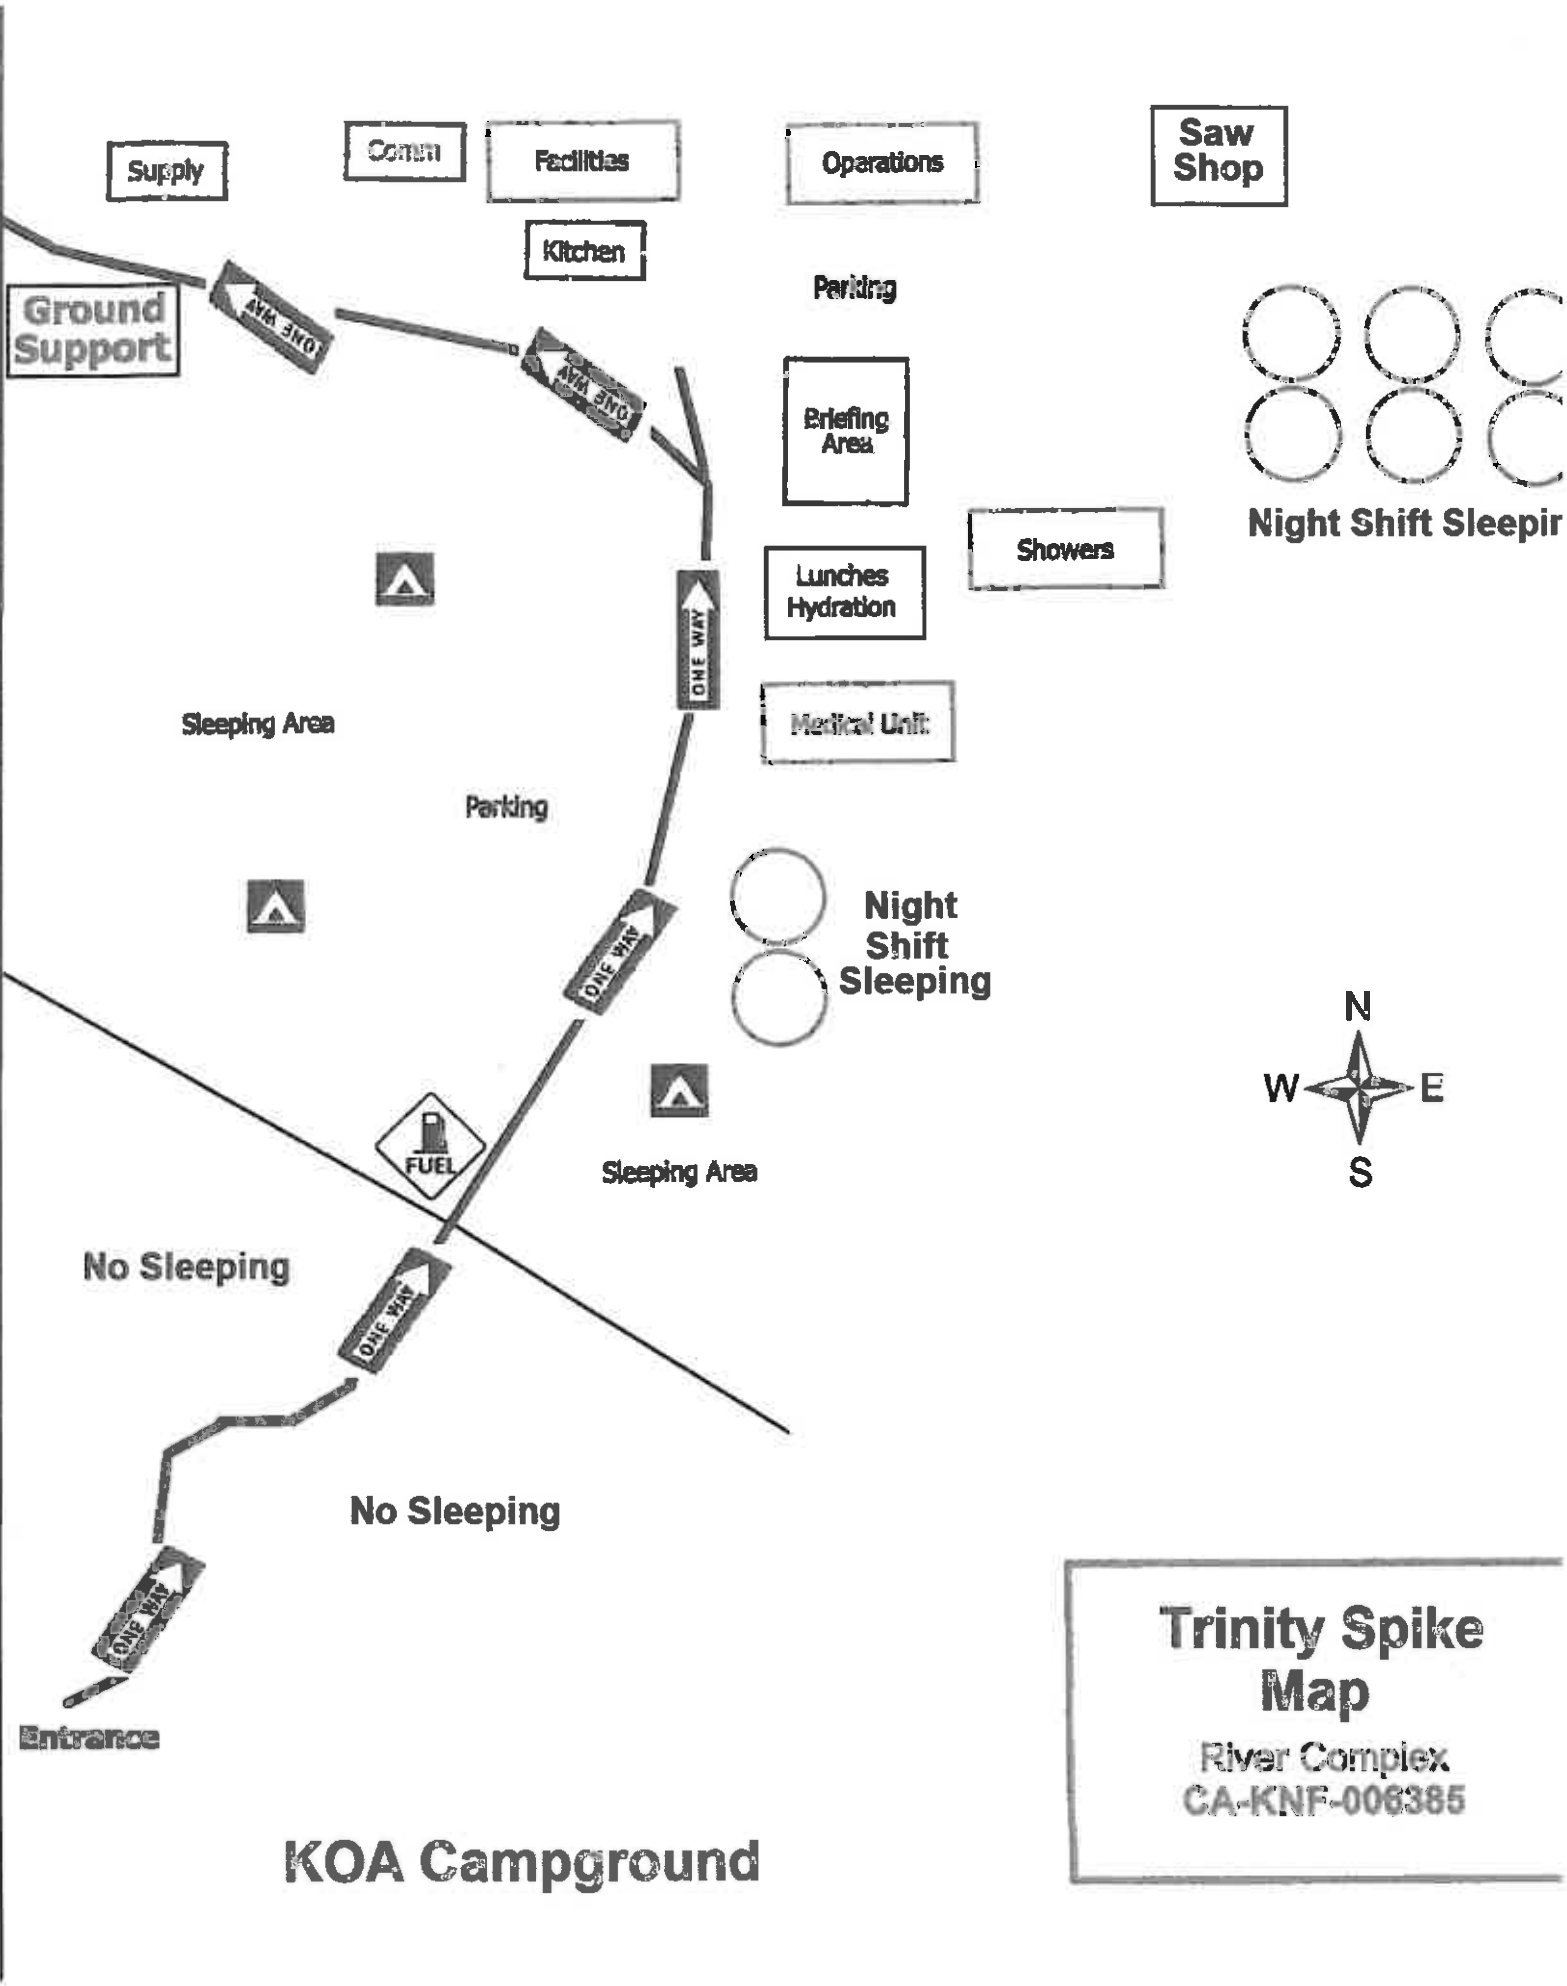 Supply
Comm
Facilities
Operations
Saw
Shop
Kitchen
Parking
Ground
Support
ONE WAY
ONE WAY
Briefing
Area
Night Shift Sleepin
Showers
Lunches
Hydration
ONE WAY
Sleeping Area
Medical Unit
Parking
Night
Shift
Sleeping
ONE WAY
N
W
E
S
FUEL
Sleeping Area
No Sleeping
ONE WAY
No Sleeping
ONE WAY
Entrance
Trinity Spike
Map
River Complex
CA-KNF-006385
KOA Campground